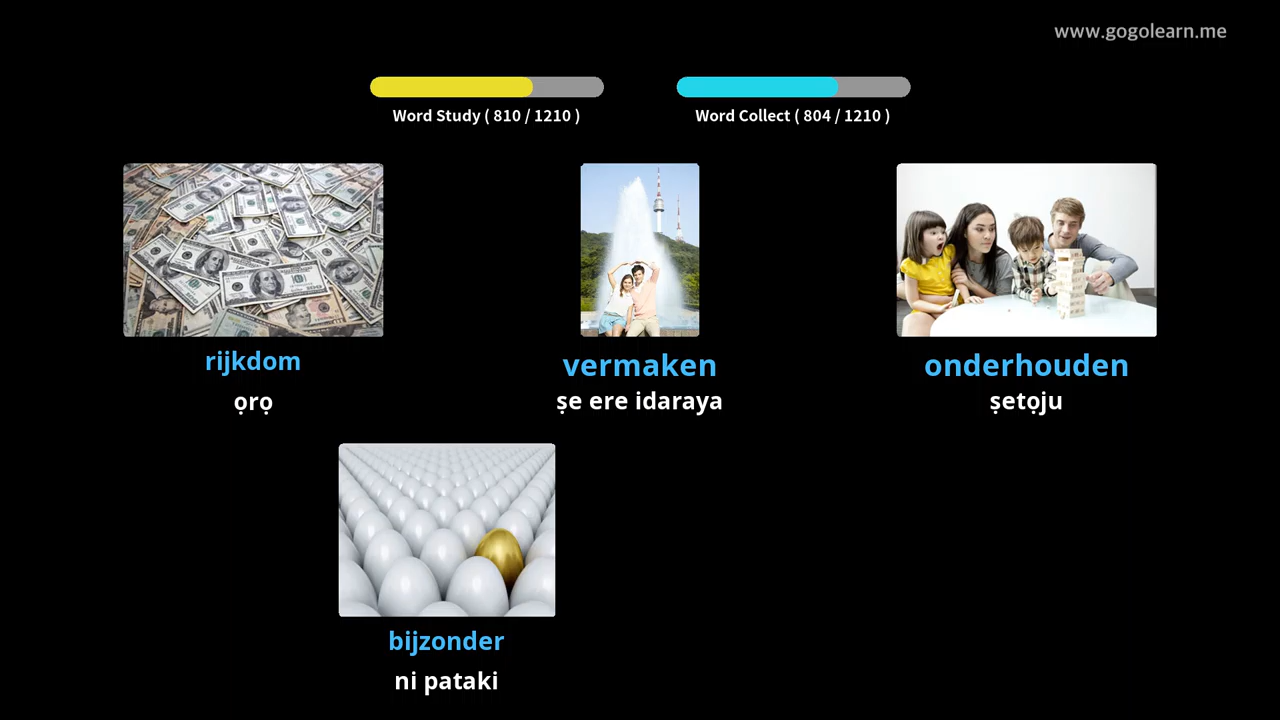 www.gogolearn.me
Word Study ( 810 / 1210 )
Word Collect ( 804 / 1210 )
rijkdom
ọrọ
vermaken
ṣe ere idaraya
onderhouden
ṣetọju
bijzonder
ni pataki